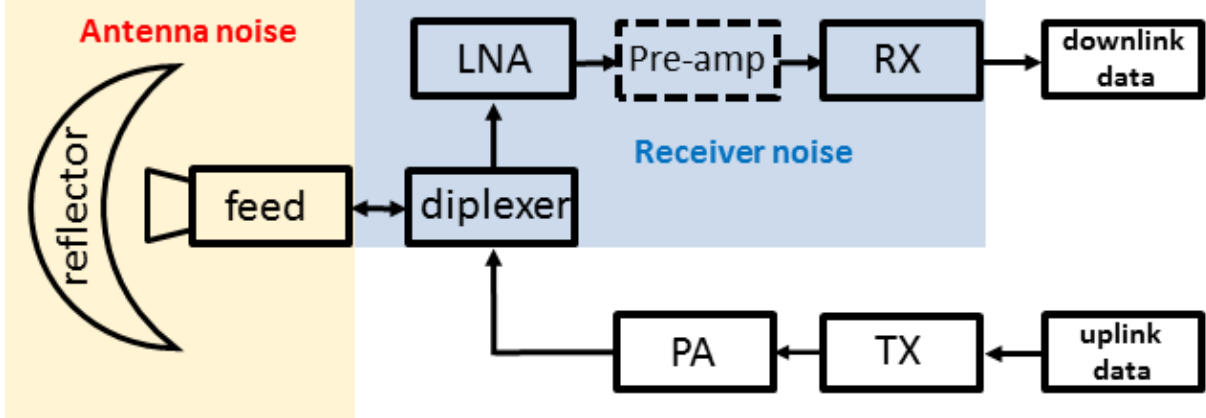 Antenna noise
reflector
feed
diplexer
LNA
Pre-amp
RX
downlink
data
Receiver noise
PA
TX
uplink
data